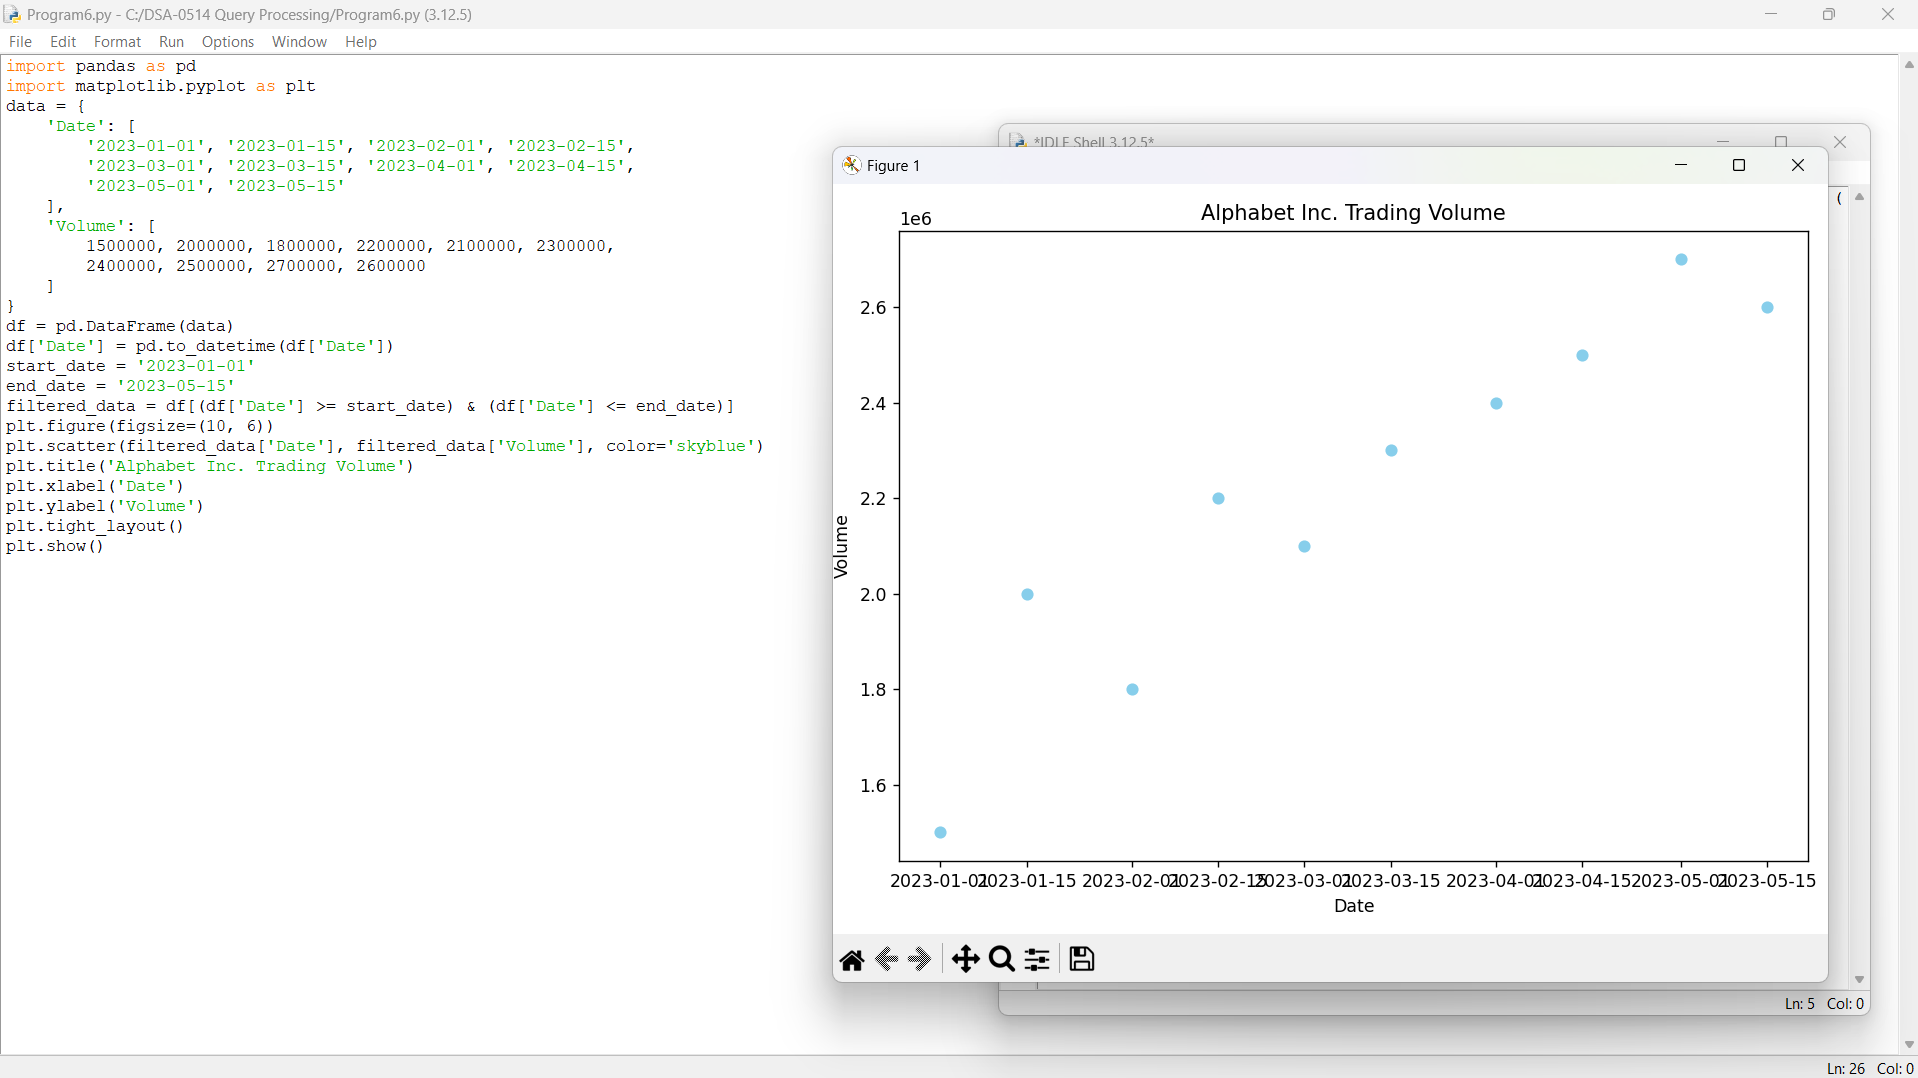 Program6.py - C:/DSA-0514 Query Processing/Program6.py (3.12.5)
File Edit Format Run Options Window Help
import pandas as pd
import matplotlib.pyplot as plt
data = {
    'Date': [
        '2023-01-01', '2023-01-15', '2023-02-01', '2023-02-15',
        '2023-03-01', '2023-03-15', '2023-04-01', '2023-04-15',
        '2023-05-01', '2023-05-15'
    ],
    'Volume': [
        1500000, 2000000, 1800000, 2200000, 2100000, 2300000,
        2400000, 2500000, 2700000, 2600000
    ]
}
df = pd.DataFrame(data)
df['Date'] = pd.to_datetime(df['Date'])
start_date = '2023-01-01'
end_date = '2023-05-15'
filtered_data = df[(df['Date'] >= start_date) & (df['Date'] <= end_date)]
plt.figure(figsize=(10, 6))
plt.scatter(filtered_data['Date'], filtered_data['Volume'], color='skyblue')
plt.title('Alphabet Inc. Trading Volume')
plt.xlabel('Date')
plt.ylabel('Volume')
plt.tight_layout()
plt.show()
*IDLE Shell 3.12.5*
(
Figure 1
Alphabet Inc. Trading Volume
1e6
2.6
2.4
2.2
2.0
1.8
1.6
Volume
2023-01-01 2023-01-15 2023-02-01 2023-02-15 2023-03-01 2023-03-15 2023-04-01 2023-04-15 2023-05-01 2023-05-15
Date
Ln: 5 Col: 0
Ln: 26 Col: 0